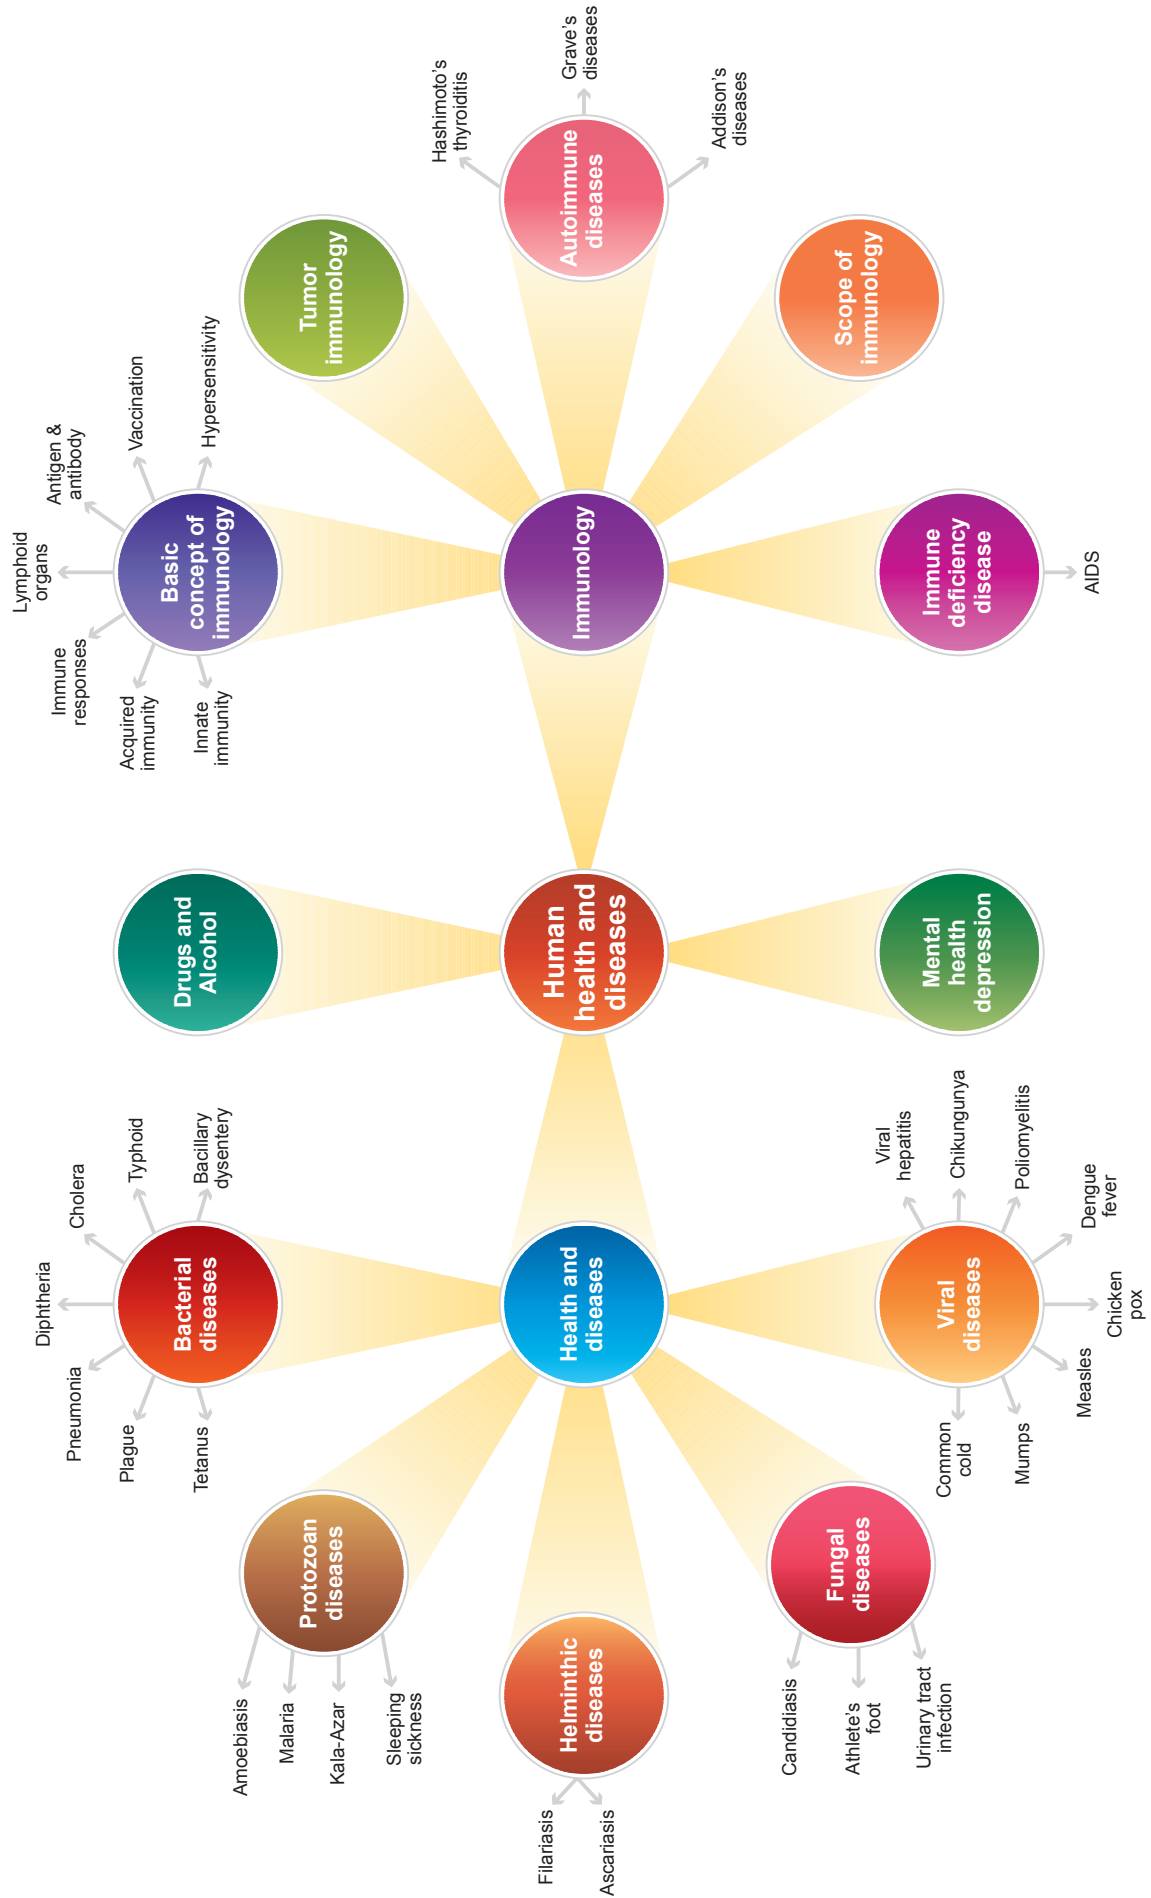 Human
health and
diseases
Health and
diseases
Bacterial
diseases
Tetanus
Plague
Pneumonia
Diphtheria
Cholera
Typhoid
Bacillary
dysentery
Protozoan
diseases
Amoebiasis
Malaria
Kala-Azar
Sleeping
sickness
Helminthic
diseases
Filariasis
Ascariasis
Fungal
diseases
Candidiasis
Athlete's
foot
Urinary tract
infection
Viral
diseases
Common
cold
Mumps
Measles
Chicken
pox
Dengue
fever
Poliomyelitis
Chikungunya
Viral
hepatitis
Drugs and
Alcohol
Mental
health
depression
Immunology
Basic
concept of
immunology
Innate
immunity
Acquired
immunity
Immune
responses
Lymphoid
organs
Antigen &
antibody
Vaccination
Hypersensitivity
Tumor
immunology
Autoimmune
diseases
Hashimoto's
thyroiditis
Grave's
diseases
Addison's
diseases
Scope of
immunology
Immune
deficiency
disease
AIDS